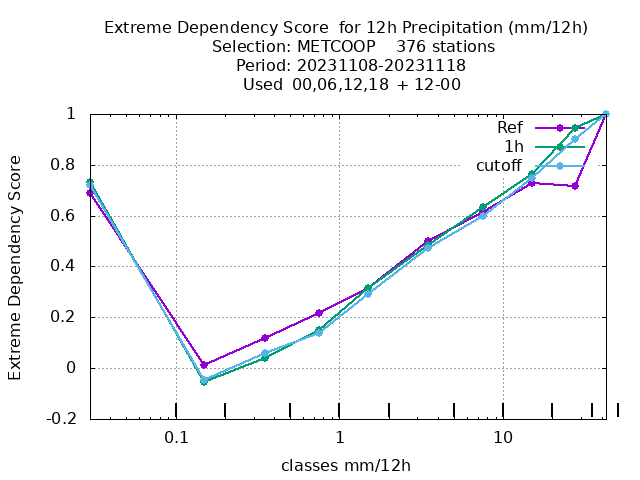 Extreme Dependency Score  for 12h Precipitation (mm/12h)
Selection: METCOOP    376 stations
Period: 20231108-20231118
Used  00,06,12,18  + 12-00
Ref
1h
cutoff
Extreme Dependency Score
1
0.8
0.6
0.4
0.2
0
-0.2
0.1
1
10
classes mm/12h